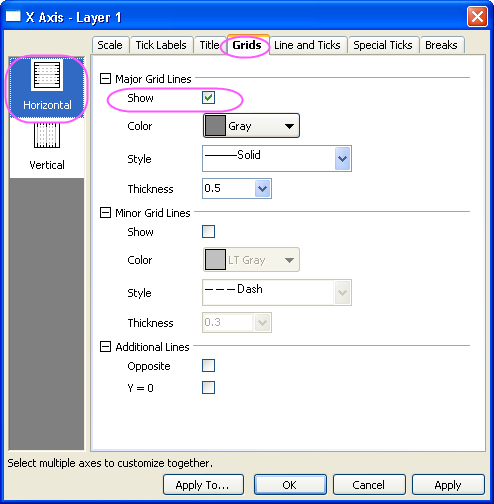 X Axis - Layer 1
Scale Tick Labels Title Grids Line and Ticks Special Ticks Breaks
Horizontal
Vertical
Major Grid Lines
Show
Color Gray
Style Solid
Thickness 0.5
Minor Grid Lines
Show
Color LT Gray
Style Dash
Thickness 0.3
Additional Lines
Opposite
Y = 0
Select multiple axes to customize together.
Apply To... OK Cancel Apply